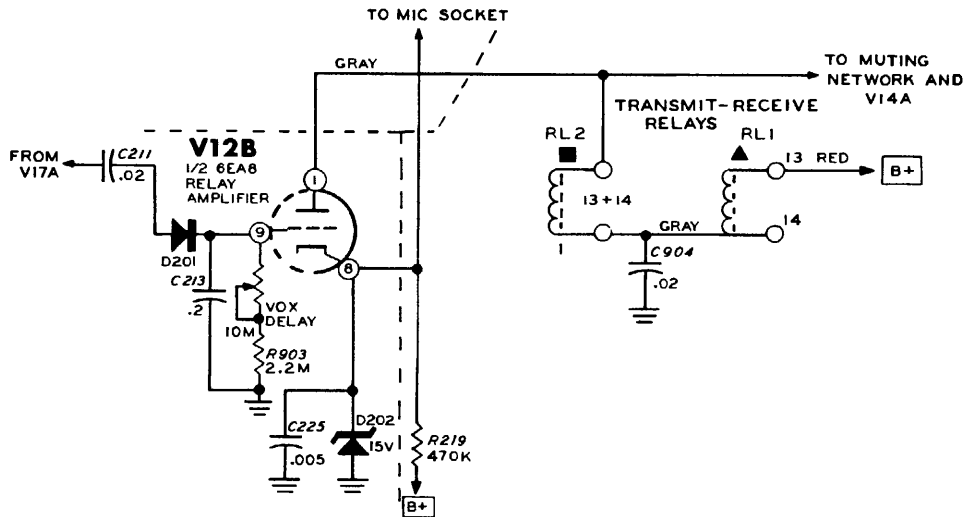 TO MIC SOCKET
GRAY
TO MUTING
NETWORK AND
V14A
TRANSMIT-RECEIVE
RELAYS
RL2
RL1
13 RED
B+
13+14
GRAY
14
C904
.02
FROM
V17A
C211
.02
V12B
1/2 6EA8
RELAY
AMPLIFIER
1
9
8
D201
C213
.2
VOX
DELAY
10M
R903
2.2M
C225
.005
D202
15V
R219
470K
B+